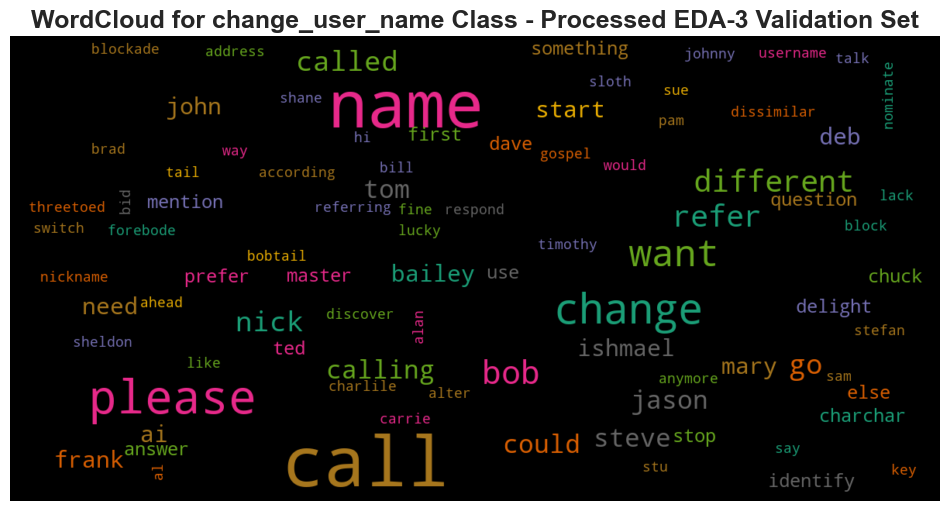 WordCloud for change_user_name Class - Processed EDA-3 Validation Set
blockade address called something johnny username talk
john shane name sloth sue start dissimilar nominate
hi first dave pam deb
brad way gospel
tail according bill would
different
threetoed bid mention tom refer question lack
referring fine respond
switch forebode lucky block
bobtail timothy want
nickname prefer master bailey use chuck
need ahead change delight
nick discover alan stefan
sheldon ted ishmael
like calling bob mary go
please charlile alter anymore sam else
carrie jason charchar
ai could steve stop
answer say
frank al call stu identify key